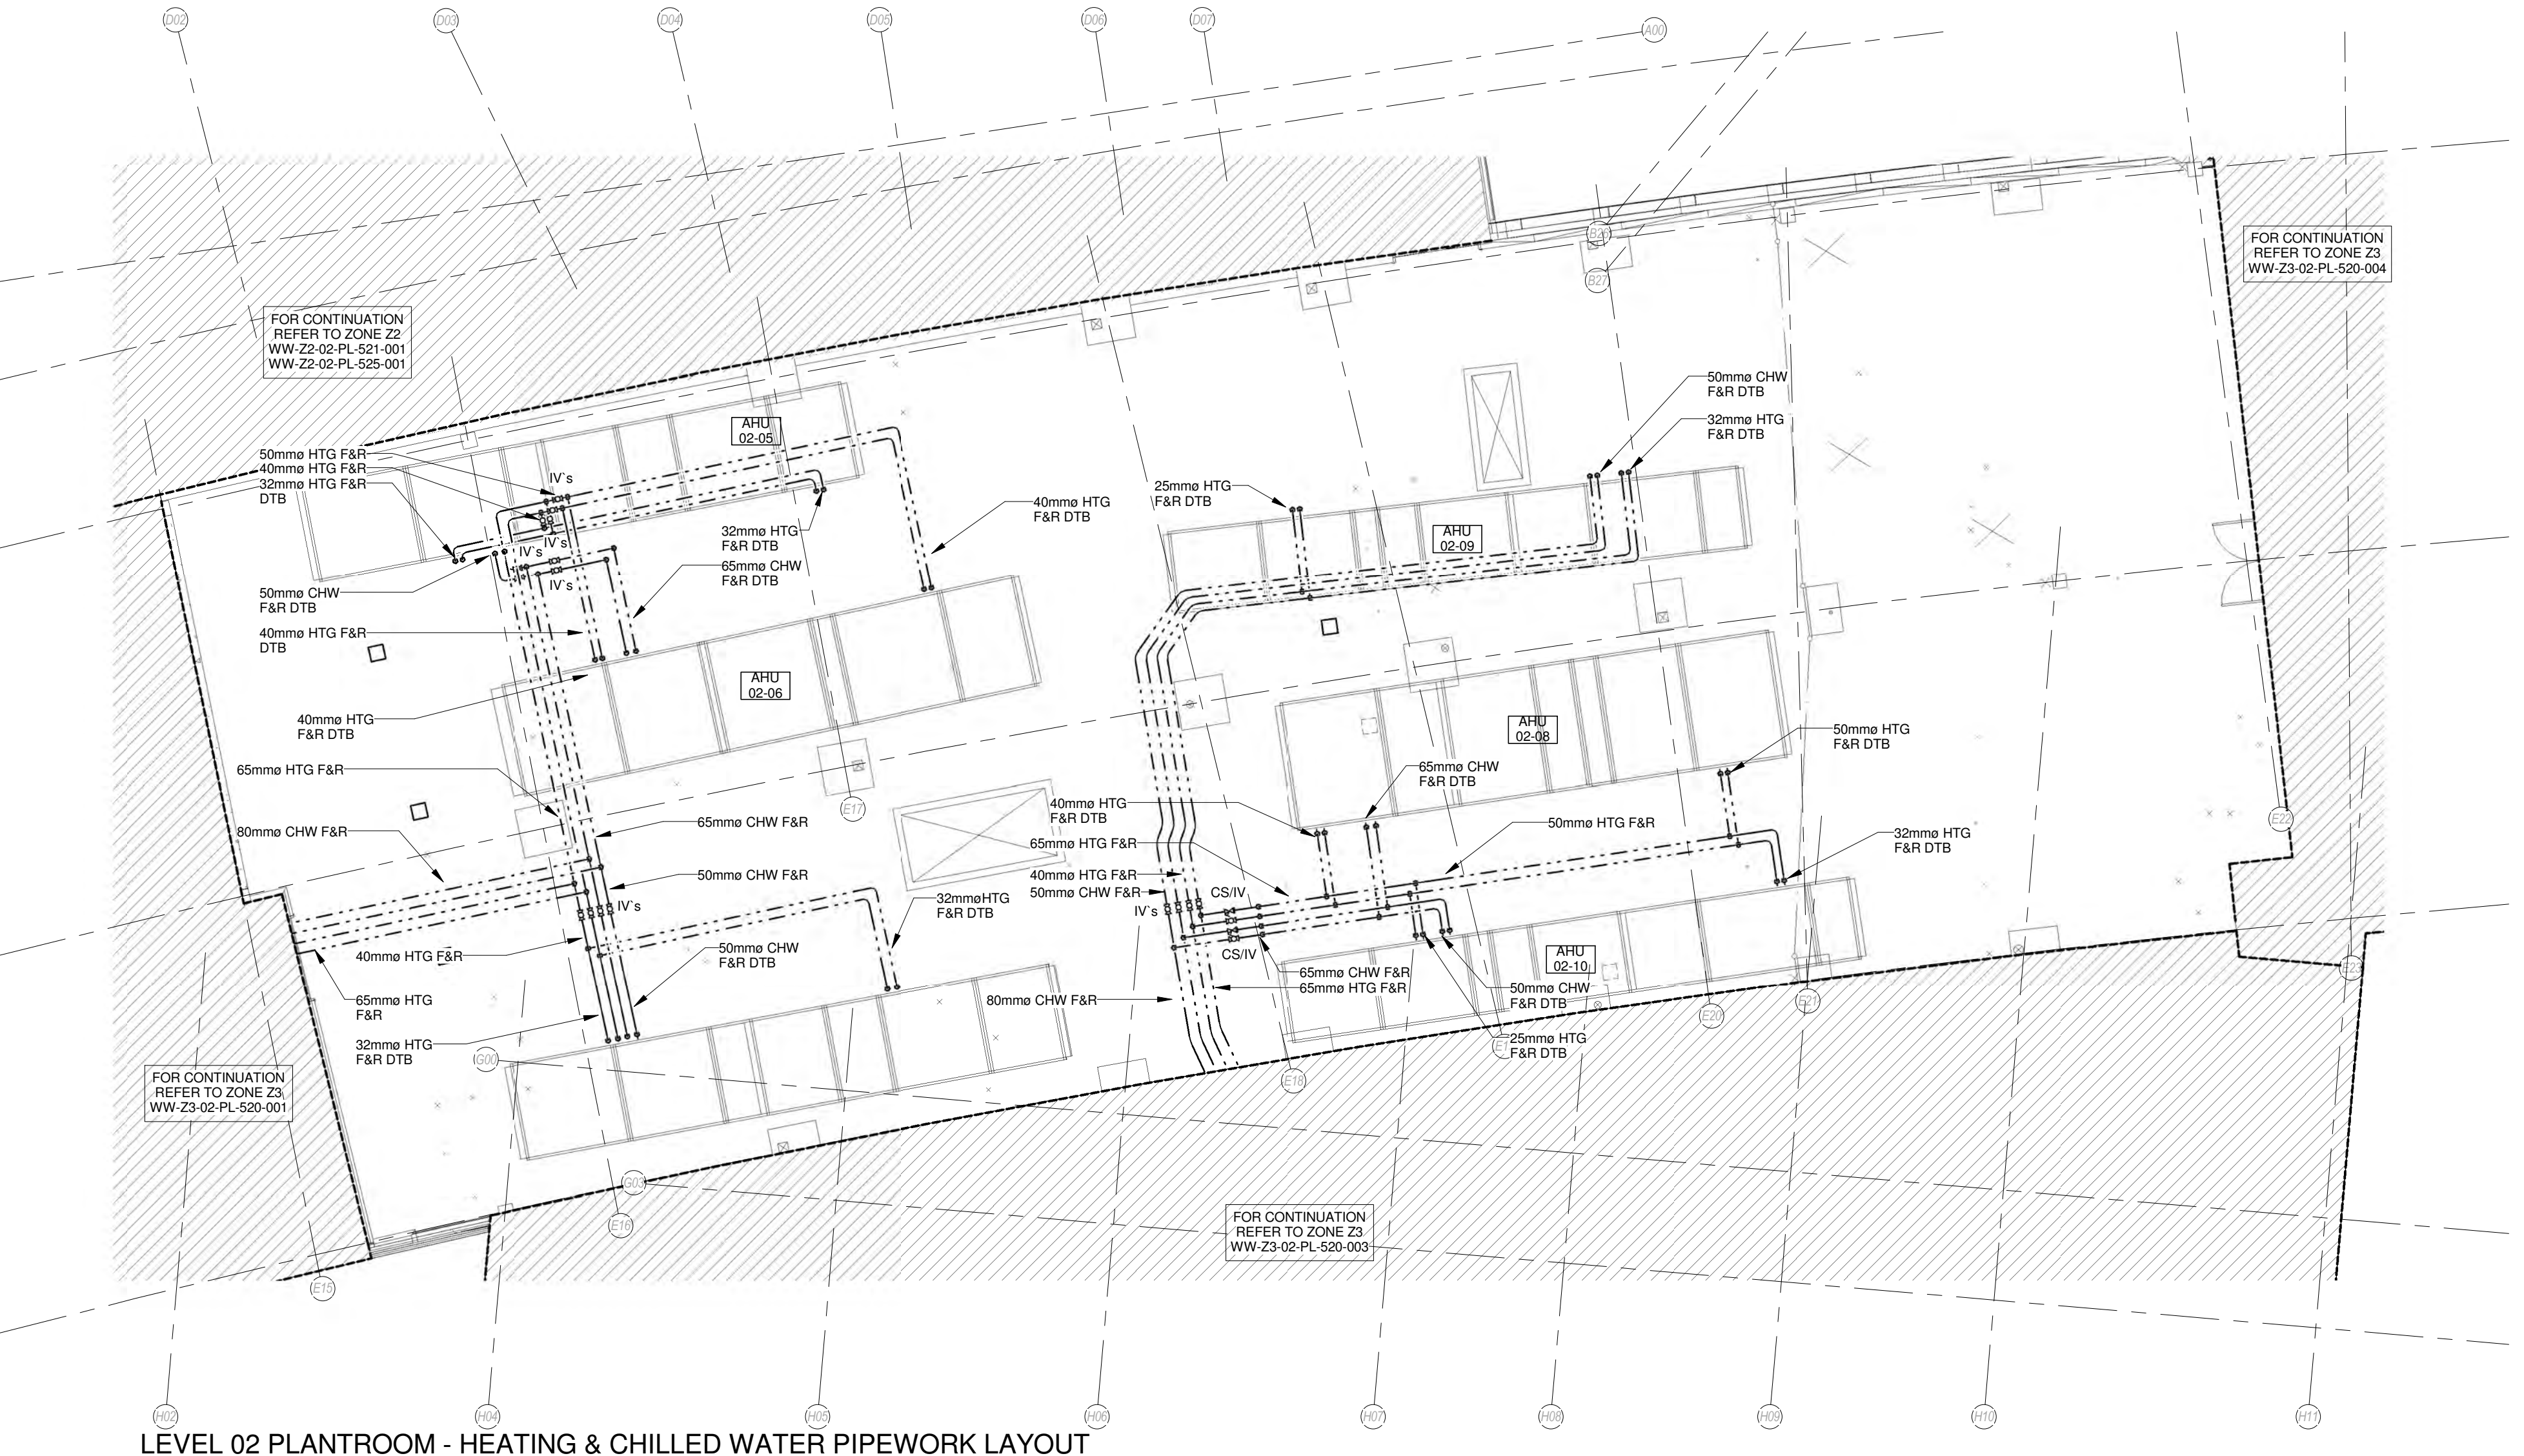 D02
D03
D04
D05
D06
D07
A00
B26
B27
FOR CONTINUATION
REFER TO ZONE Z3
WW-Z3-02-PL-520-004
FOR CONTINUATION
REFER TO ZONE Z2
WW-Z2-02-PL-521-001
WW-Z2-02-PL-525-001
AHU
02-05
50mmø HTG F&R
40mmø HTG F&R
32mmø HTG F&R
DTB
IV`s
IV`s
IV`s
IV`s
32mmø HTG
F&R DTB
65mmø CHW
F&R DTB
40mmø HTG
F&R DTB
50mmø CHW
F&R DTB
40mmø HTG F&R
DTB
40mmø HTG
F&R DTB
AHU
02-06
65mmø HTG F&R
80mmø CHW F&R
E17
65mmø CHW F&R
50mmø CHW F&R
IV`s
32mmøHTG
F&R DTB
40mmø HTG F&R
50mmø CHW
F&R DTB
65mmø HTG
F&R
32mmø HTG
F&R DTB
G00
FOR CONTINUATION
REFER TO ZONE Z3
WW-Z3-02-PL-520-001
G03
E16
E15
50mmø CHW
F&R DTB
32mmø HTG
F&R DTB
25mmø HTG
F&R DTB
AHU
02-09
AHU
02-08
50mmø HTG
F&R DTB
65mmø CHW
F&R DTB
40mmø HTG
F&R DTB
65mmø HTG F&R
50mmø HTG F&R
32mmø HTG
F&R DTB
E22
40mmø HTG F&R
50mmø CHW F&R
IV`s
CS/IV
CS/IV
65mmø CHW F&R
65mmø HTG F&R
80mmø CHW F&R
AHU
02-10
50mmø CHW
F&R DTB
25mmø HTG
F&R DTB
E1
E18
E20
E21
E23
FOR CONTINUATION
REFER TO ZONE Z3
WW-Z3-02-PL-520-003
H02
H04
H05
H06
H07
H08
H09
H10
H11
LEVEL 02 PLANTROOM - HEATING & CHILLED WATER PIPEWORK LAYOUT